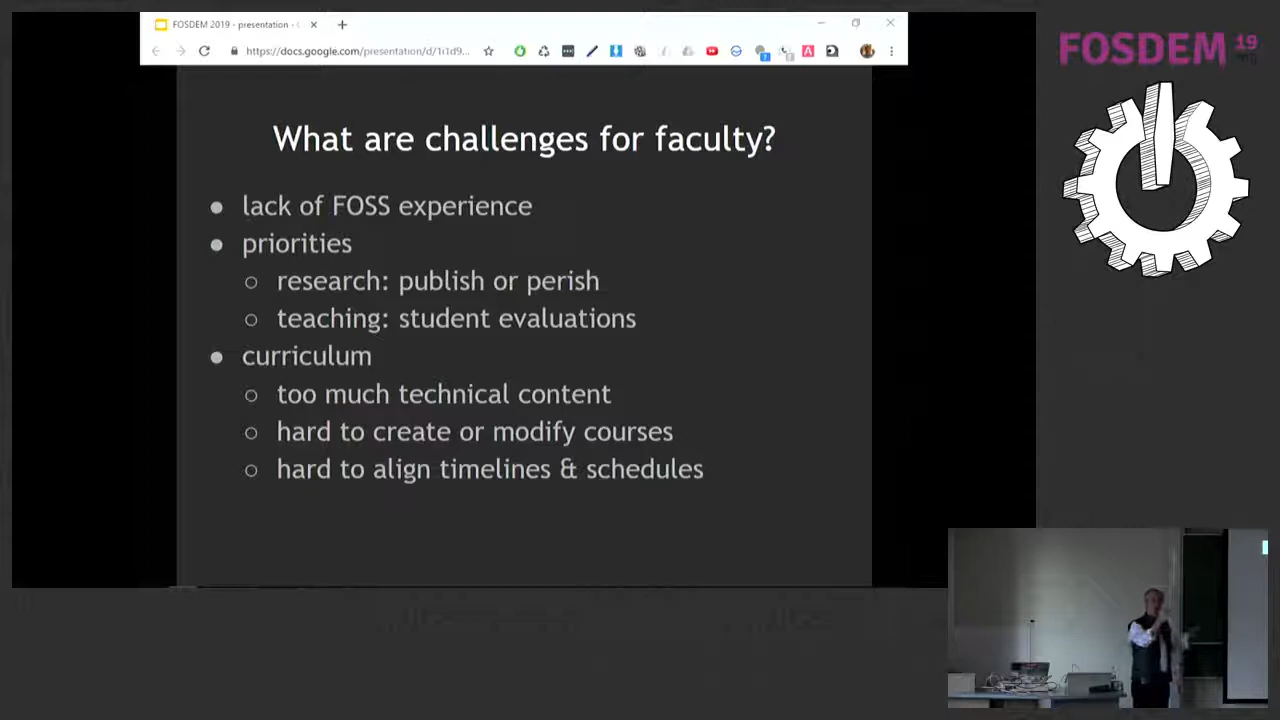 FOSDEM 2019 - presentation -
https://docs.google.com/presentation/d/1i1d9...
FOSDEM 19
What are challenges for faculty?
● lack of FOSS experience
● priorities
○ research: publish or perish
○ teaching: student evaluations
● curriculum
○ too much technical content
○ hard to create or modify courses
○ hard to align timelines & schedules